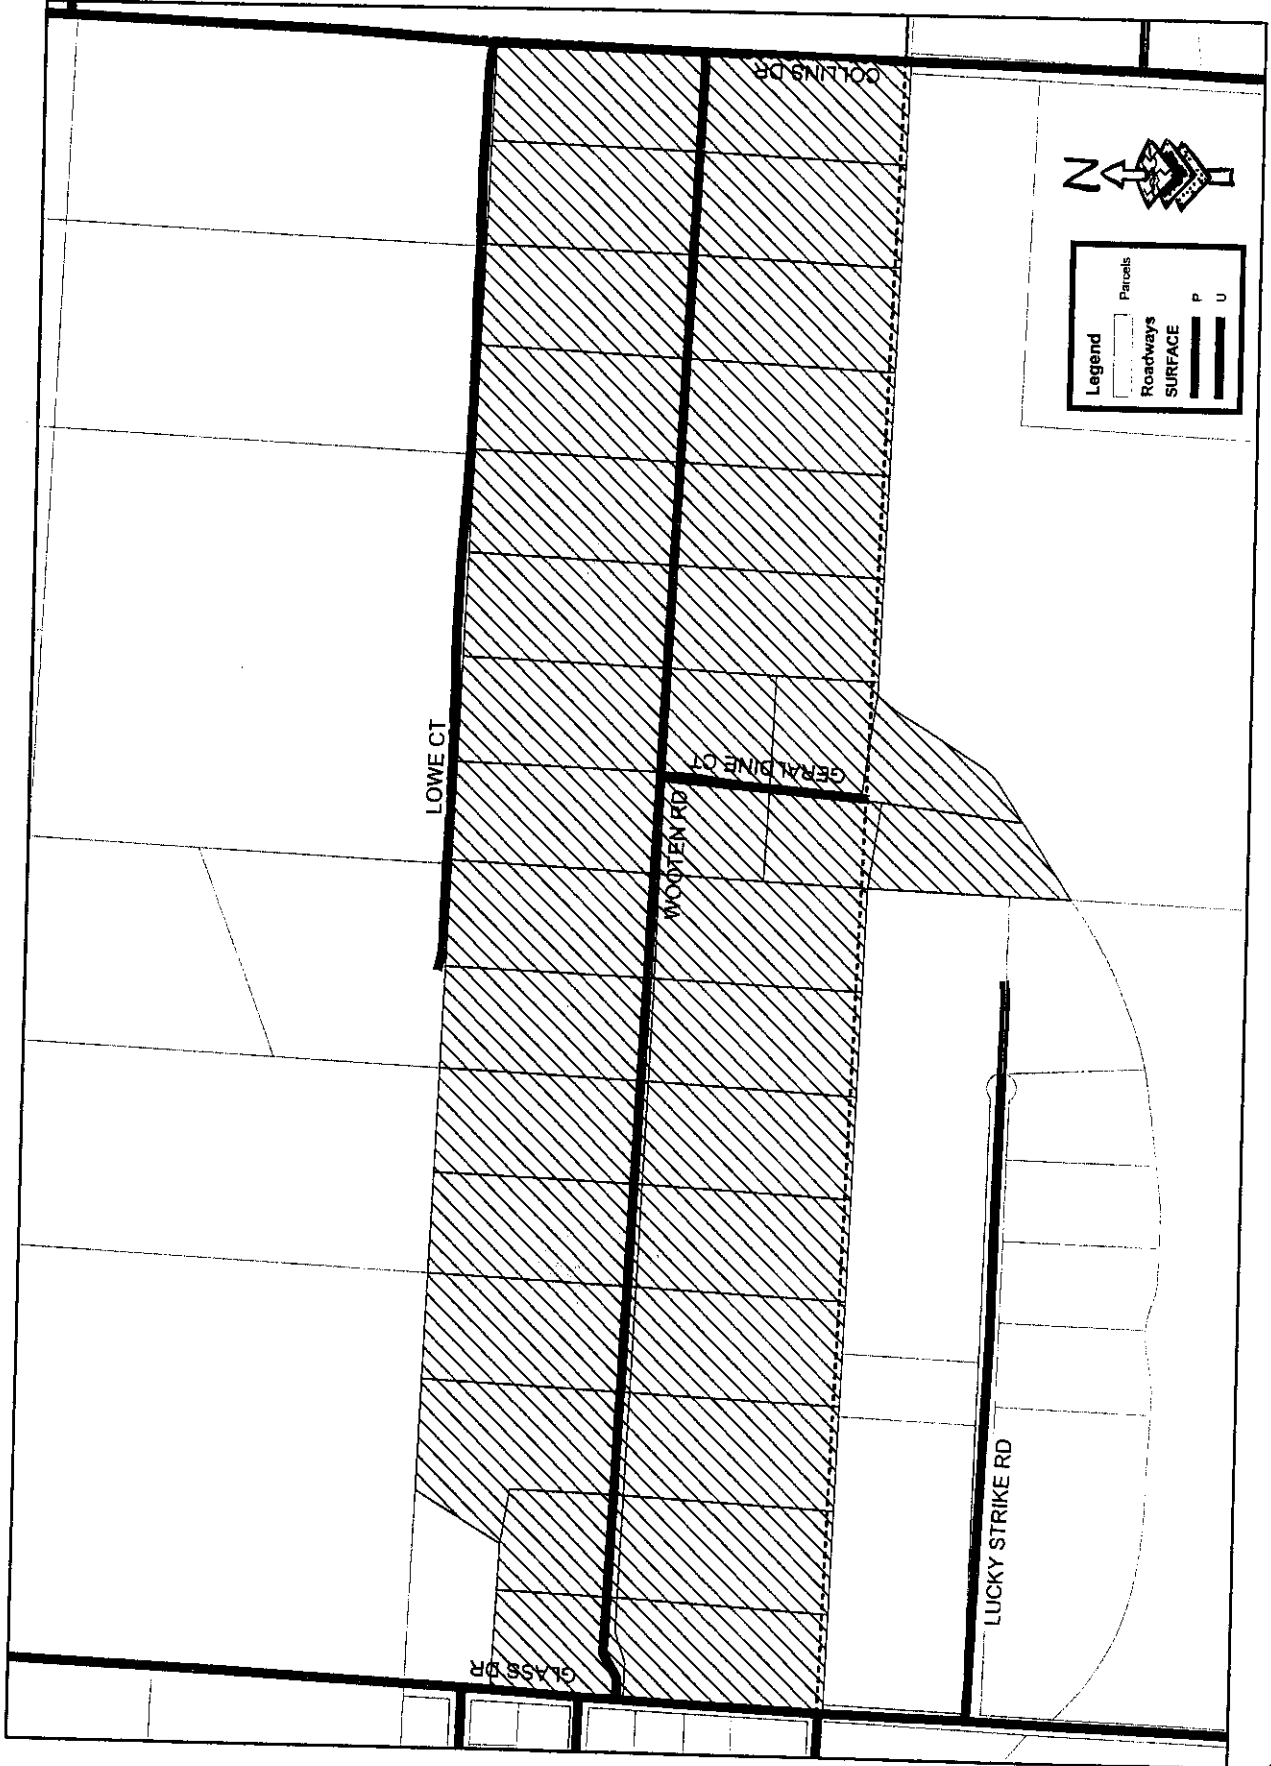 COLLINS DR
N
Legend
Parcels
Roadways
SURFACE
P
U
LOWE CT
GERALDINE CT
WOOTEN RD
LUCKY STRIKE RD
GLASS DR